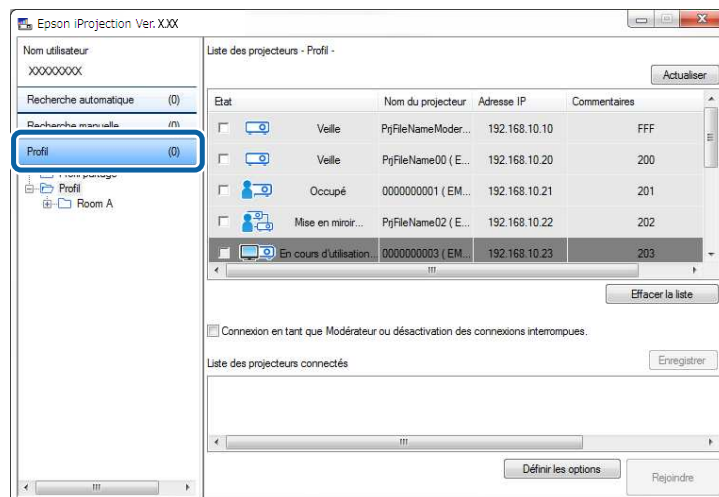 Epson iProjection Ver. X.XX
Nom utilisateur
XXXXXXXX
Recherche automatique (0)
Recherche manuelle (0)
Profil (0)
Profil partagé
Profil
Room A
Liste des projecteurs - Profil -
Actualiser
Etat Nom du projecteur Adresse IP Commentaires
Veille PrjFileNameModer... 192.168.10.10 FFF
Veille PrjFileName00 ( E... 192.168.10.20 200
Occupé 0000000001 ( EM... 192.168.10.21 201
Mise en miroir... PrjFileName02 ( E... 192.168.10.22 202
En cours d'utilisation... 0000000003 ( EM... 192.168.10.23 203
Effacer la liste
Connexion en tant que Modérateur ou désactivation des connexions interrompues.
Liste des projecteurs connectés
Enregistrer
Définir les options
Rejoindre